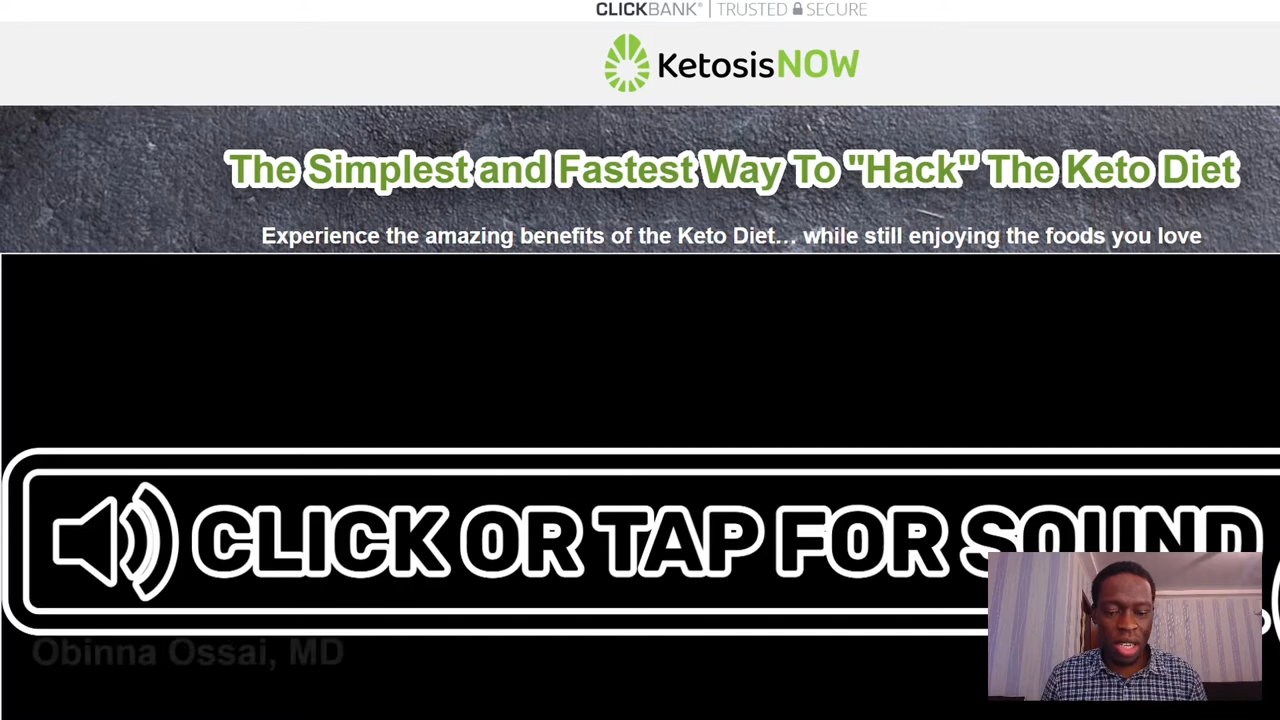 CLICKBANK® | TRUSTED SECURE
KetosisNOW
The Simplest and Fastest Way To "Hack" The Keto Diet
Experience the amazing benefits of the Keto Diet... while still enjoying the foods you love
CLICK OR TAP FOR SOUND
Obinna Ossai, MD